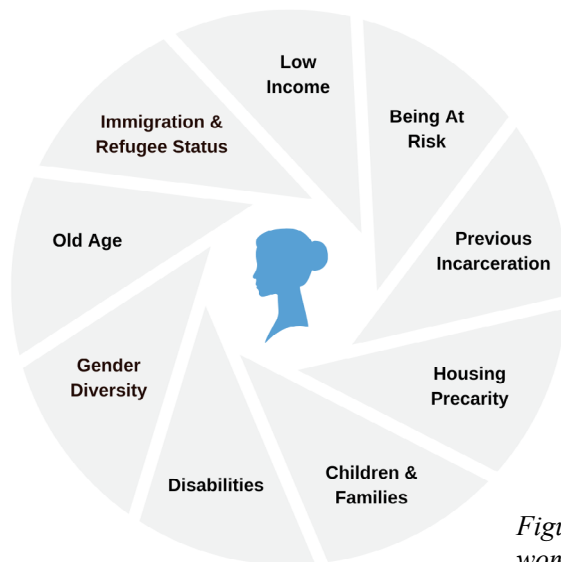 Low
Income
Being At
Risk
Immigration &
Refugee Status
Previous
Incarceration
Old Age
Housing
Precarity
Gender
Diversity
Children &
Families
Disabilities